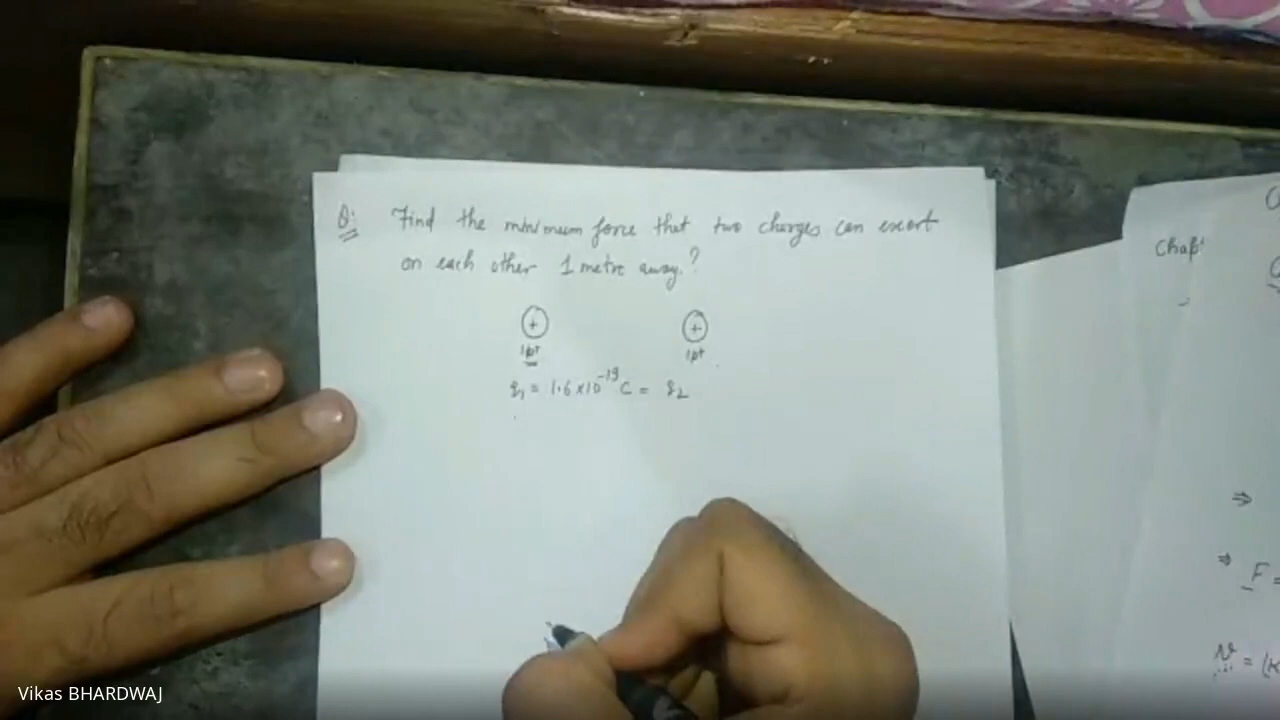 Q: Find the minimum force that two charges can exert
on each other 1 metre away.?
+ +
1p+ 1p+
q₁ = 1.6 x 10⁻¹⁹ C = q₂
Chap
⇒
⇒ F =
= (K
Vikas BHARDWAJ